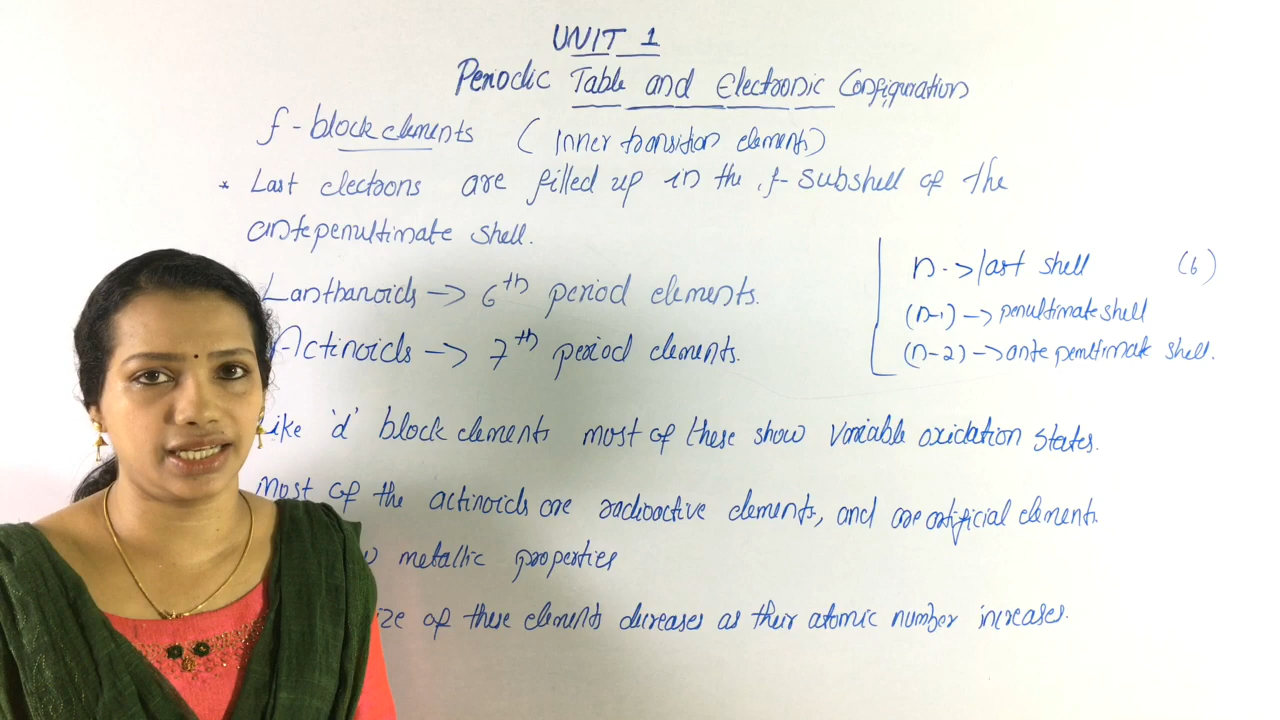 UNIT 1
Periodic Table and Electronic Configuration
f-block elements (Inner transition elements)
* Last electrons are filled up in the f-subshell of the
antepenultimate shell.
n -> last shell (6)
(n-1) -> penultimate shell
(n-2) -> antepenultimate shell.
Lanthanoids -> 6th period elements.
Actinoids -> 7th period elements.
Like 'd' block elements most of these show variable oxidation states.
Most of the actinoids are radioactive elements, and are artificial elements.
metallic properties
of these elements decreases as their atomic number increases.